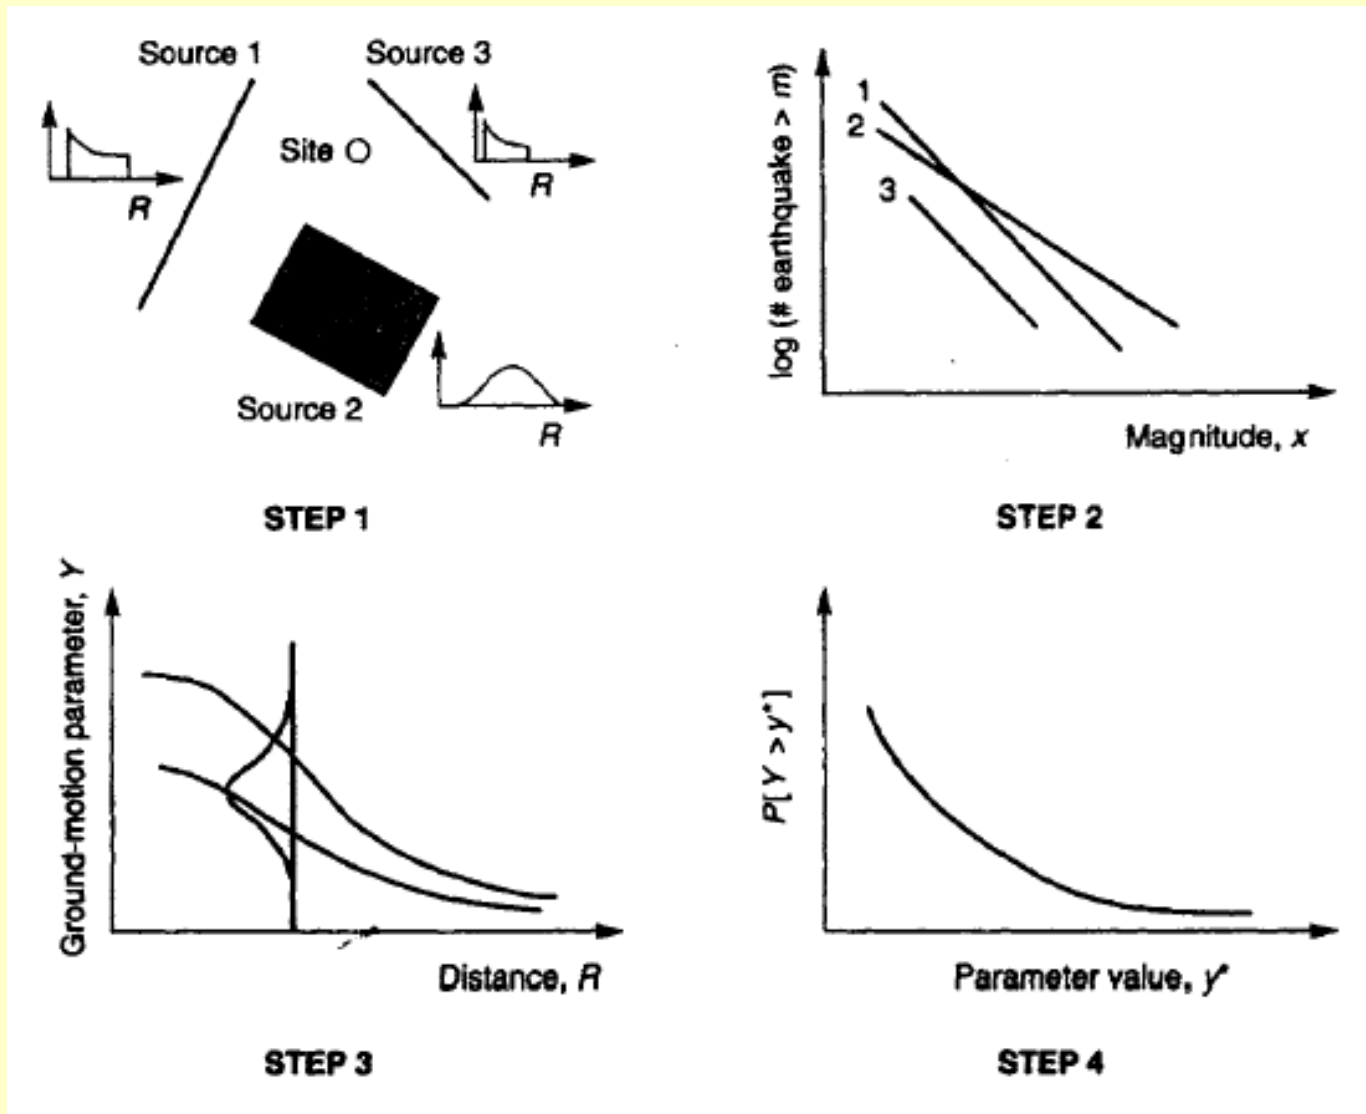 Source 1
Source 3
R
Site
R
Source 2
R
STEP 1
log (# earthquake > m)
1
2
3
Magnitude, x
STEP 2
Ground-motion parameter, Y
Distance, R
STEP 3
P[Y > y*]
Parameter value, y*
STEP 4